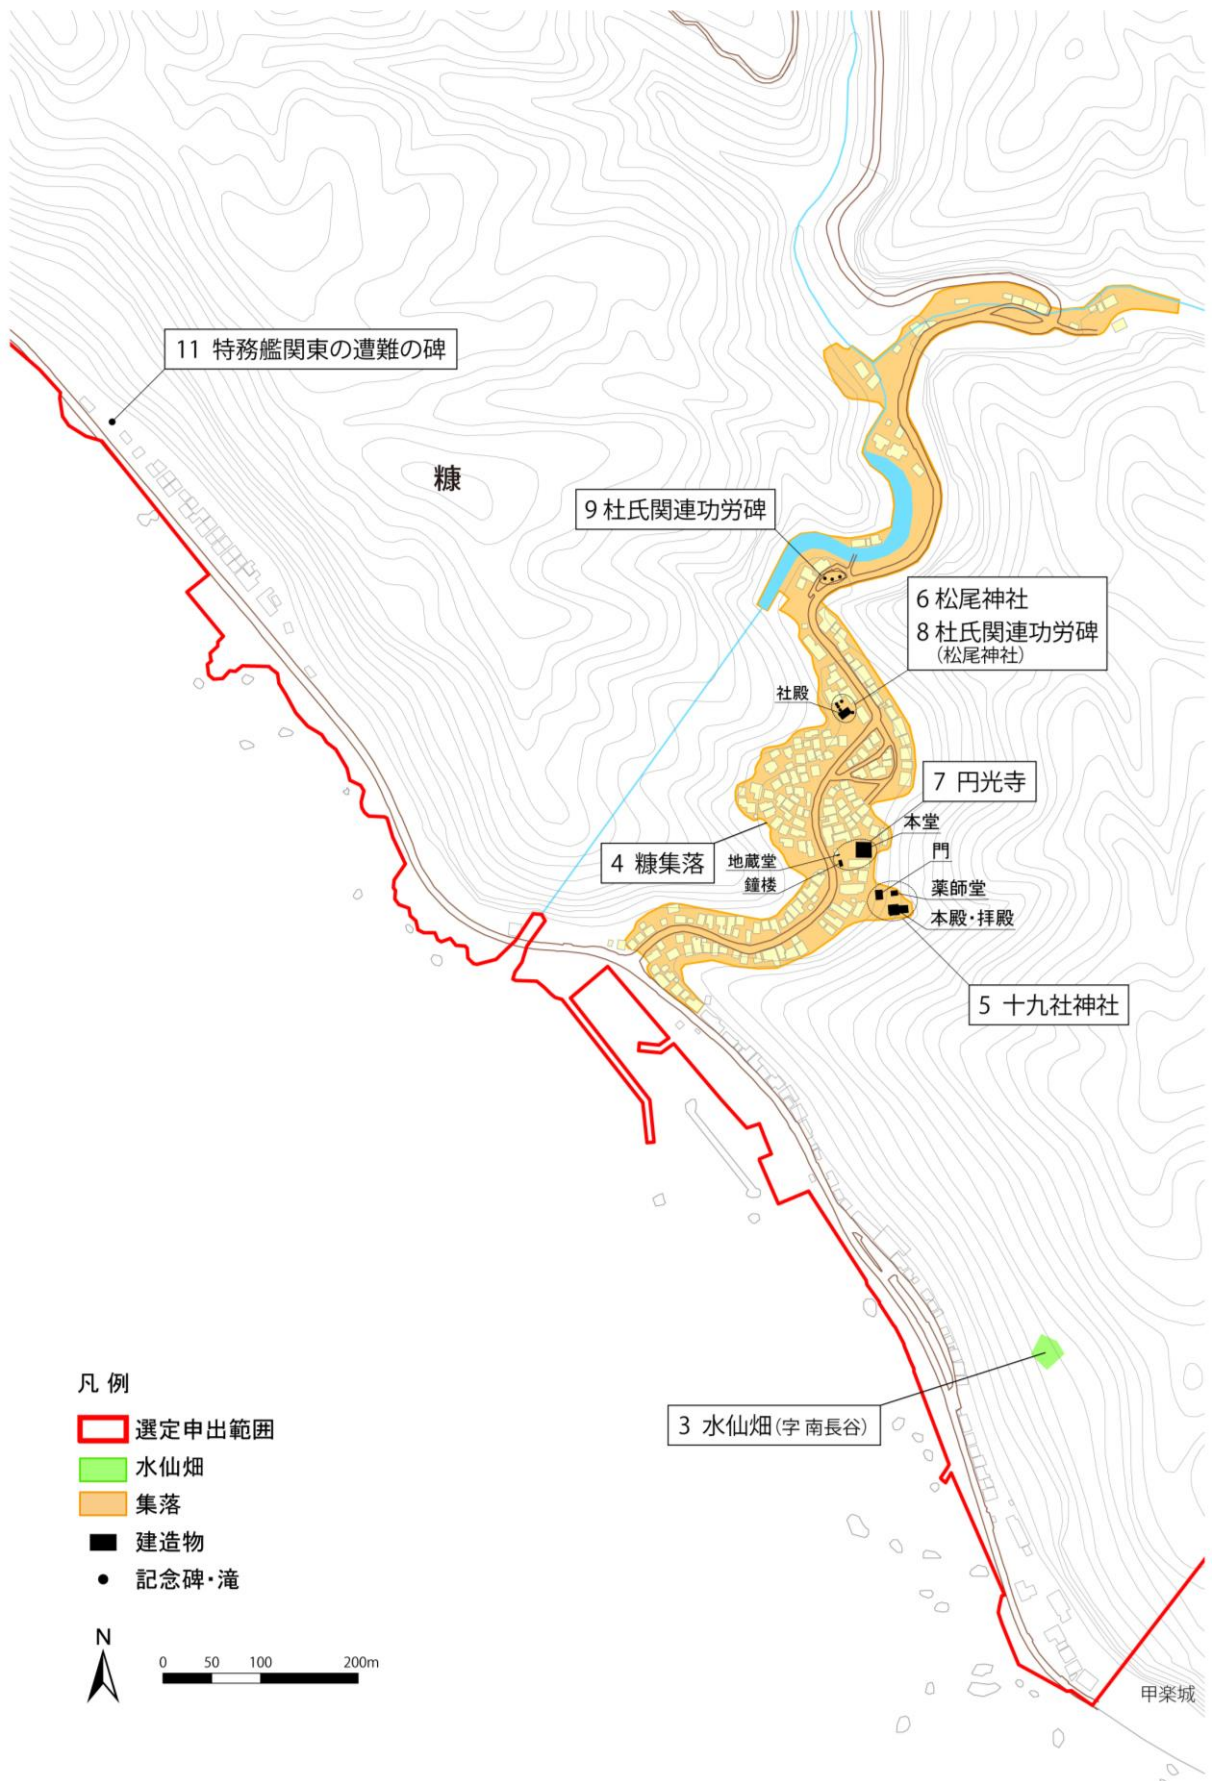 11 特務艦関東の遭難の碑
糠
9 杜氏関連功労碑
6 松尾神社
8 杜氏関連功労碑
(松尾神社)
社殿
7 円光寺
本堂
4 糠集落
地蔵堂
鐘楼
門
薬師堂
本殿・拝殿
5 十九社神社
3 水仙畑(字 南長谷)
凡 例
選定申出範囲
水仙畑
集落
建造物
記念碑・滝
N
0 50 100 200m
甲楽城